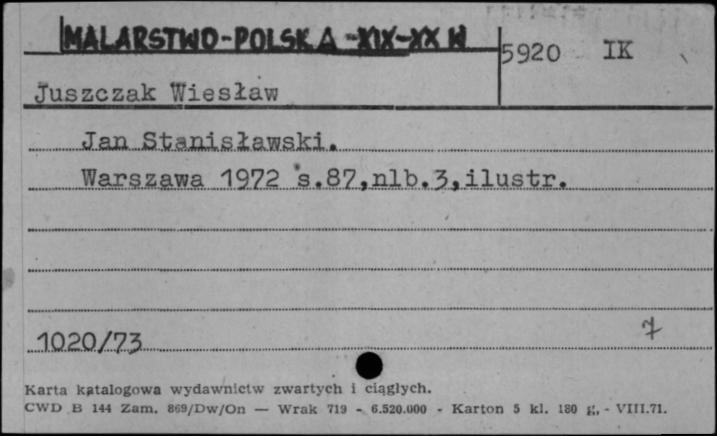 MALARSTWO-POLSKA-XIX-XX W
5920 IK
Juszczak Wiesław
Jan Stanisławski.
Warszawa 1972 s.87,nlb.3,ilustr.
1020/73
7
Karta katalogowa wydawnictw zwartych i ciągłych.
CWD B 144 Zam. 869/Dw/On — Wrak 719 - 6.520.000 - Karton 5 kl. 180 g, - VIII.71.